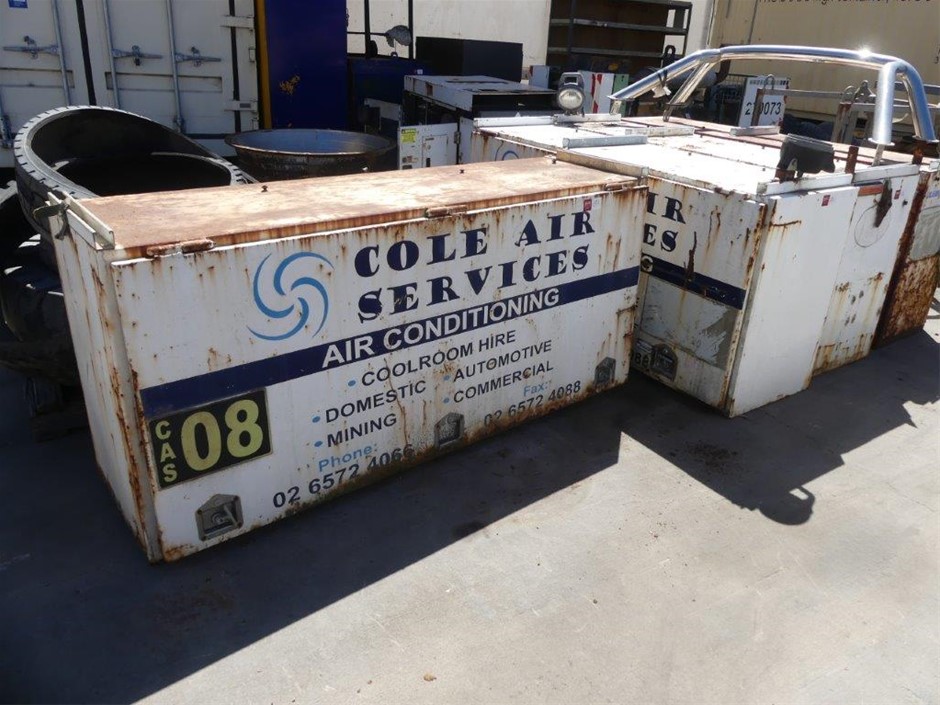 COLE AIR
SERVICES
AIR CONDITIONING
• COOLROOM HIRE
• DOMESTIC • AUTOMOTIVE
• MINING • COMMERCIAL
Phone: Fax:
02 6572 4066 02 6572 4088
CAS 08
IR
ES